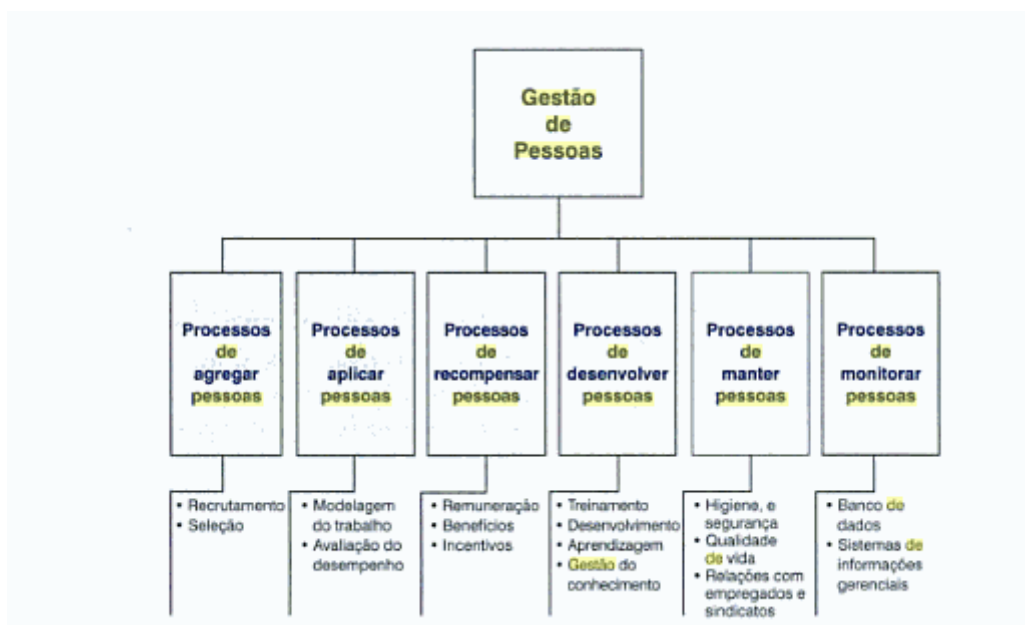 Gestão
de
Pessoas
Processos
de
agregar
pessoas
Processos
de
aplicar
pessoas
Processos
de
recompensar
pessoas
Processos
de
desenvolver
pessoas
Processos
de
manter
pessoas
Processos
de
monitorar
pessoas
• Recrutamento
• Seleção
• Modelagem
do trabalho
• Avaliação do
desempenho
• Remuneração
• Benefícios
• Incentivos
• Treinamento
• Desenvolvimento
• Aprendizagem
• Gestão do
conhecimento
• Higiene, e
segurança
• Qualidade
de vida
• Relações com
empregados e
sindicatos
• Banco de
dados
• Sistemas de
informações
gerenciais